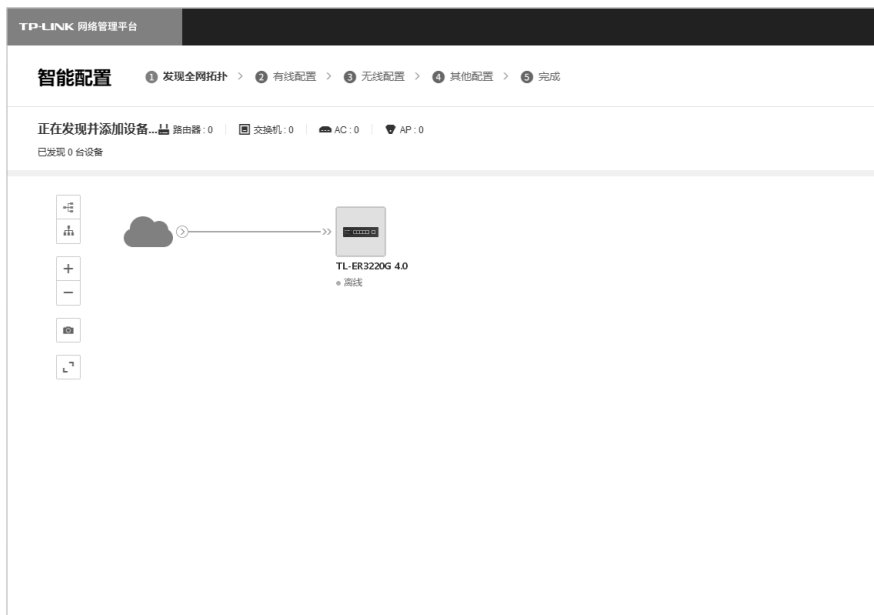 TP-LINK 网络管理平台
智能配置 1 发现全网拓扑 > 2 有线配置 > 3 无线配置 > 4 其他配置 > 5 完成
正在发现并添加设备... 路由器 : 0 交换机 : 0 AC : 0 AP : 0
已发现 0 台设备
TL-ER3220G 4.0
离线